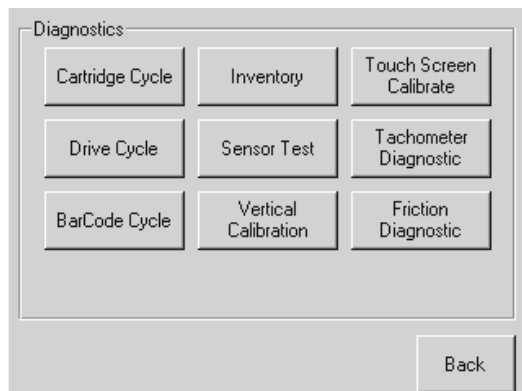 Diagnostics
Cartridge Cycle
Inventory
Touch Screen
Calibrate
Drive Cycle
Sensor Test
Tachometer
Diagnostic
BarCode Cycle
Vertical
Calibration
Friction
Diagnostic
Back